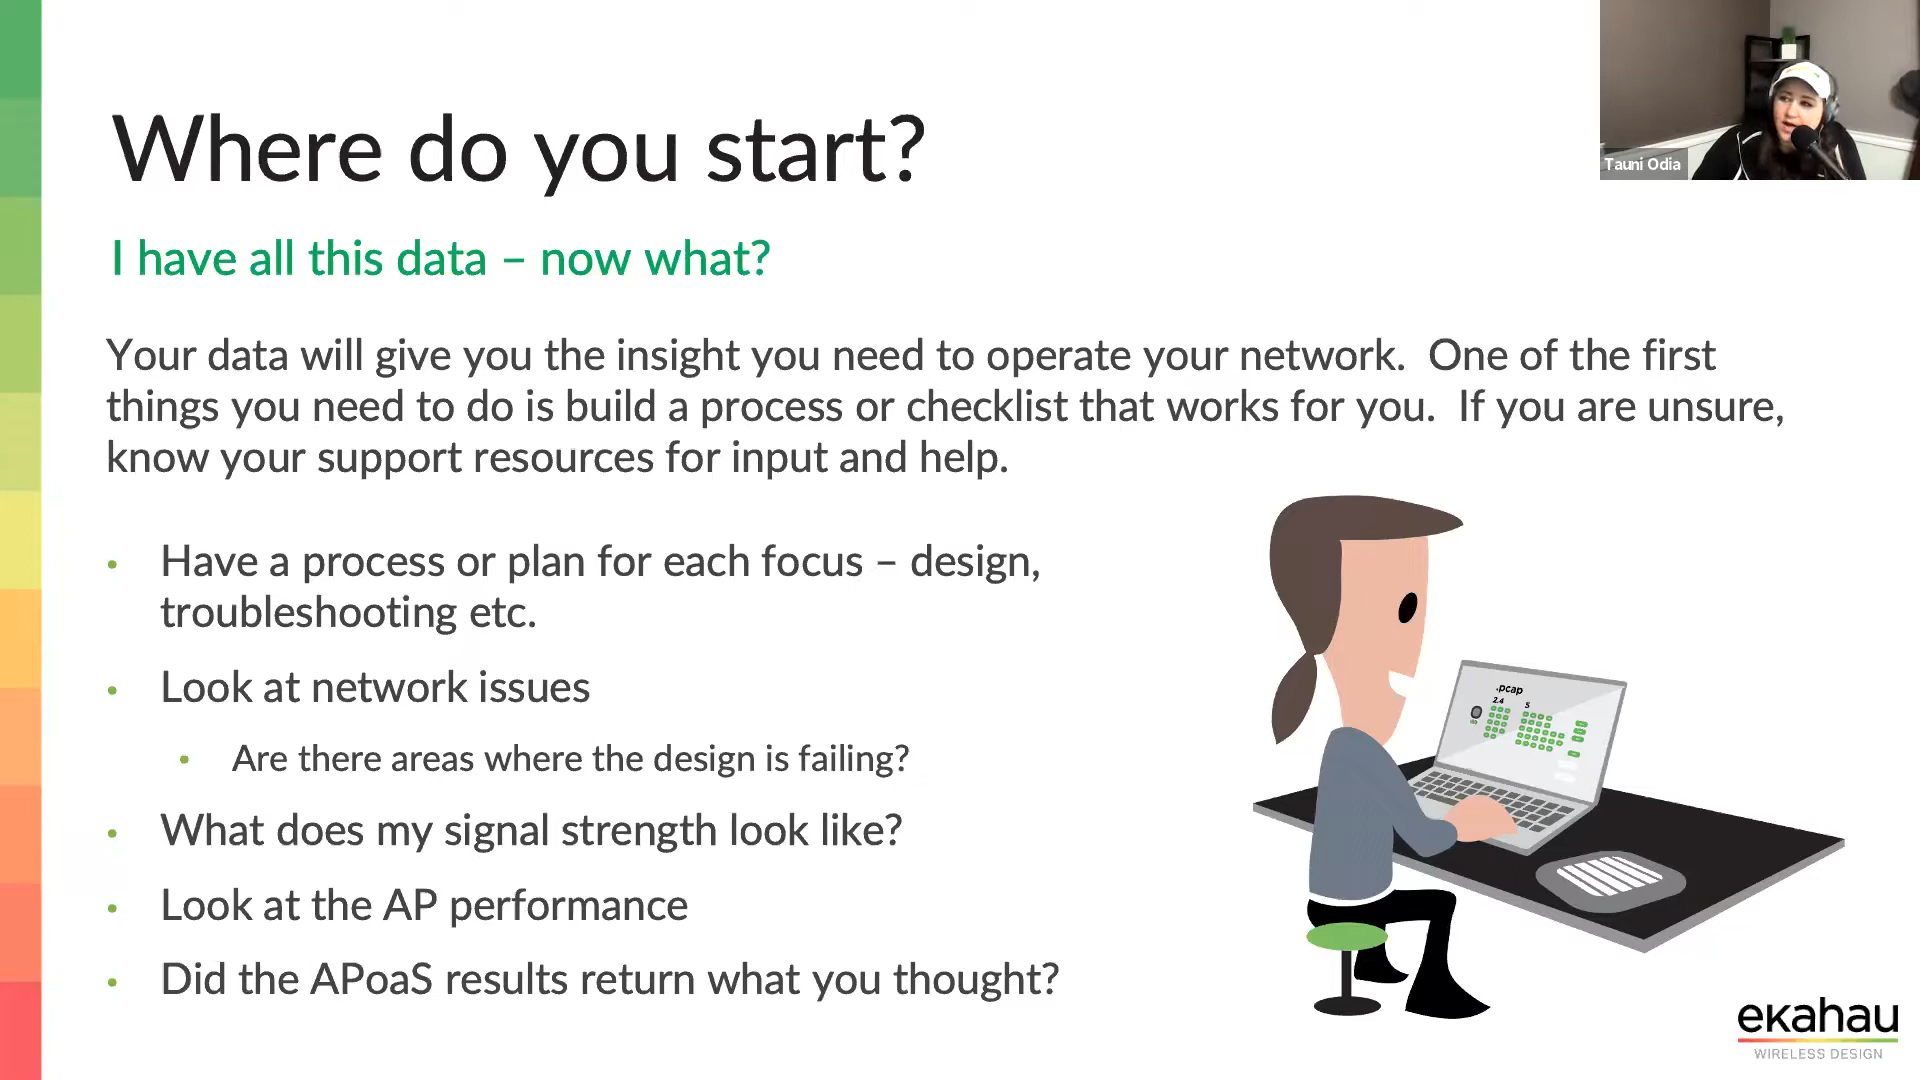 Where do you start?
Tauni Odia
I have all this data – now what?
Your data will give you the insight you need to operate your network.  One of the first
things you need to do is build a process or checklist that works for you.  If you are unsure,
know your support resources for input and help.
• Have a process or plan for each focus – design,
troubleshooting etc.
• Look at network issues
• Are there areas where the design is failing?
• What does my signal strength look like?
• Look at the AP performance
• Did the APoaS results return what you thought?
.pcap
2.4 5
ekahau
WIRELESS DESIGN